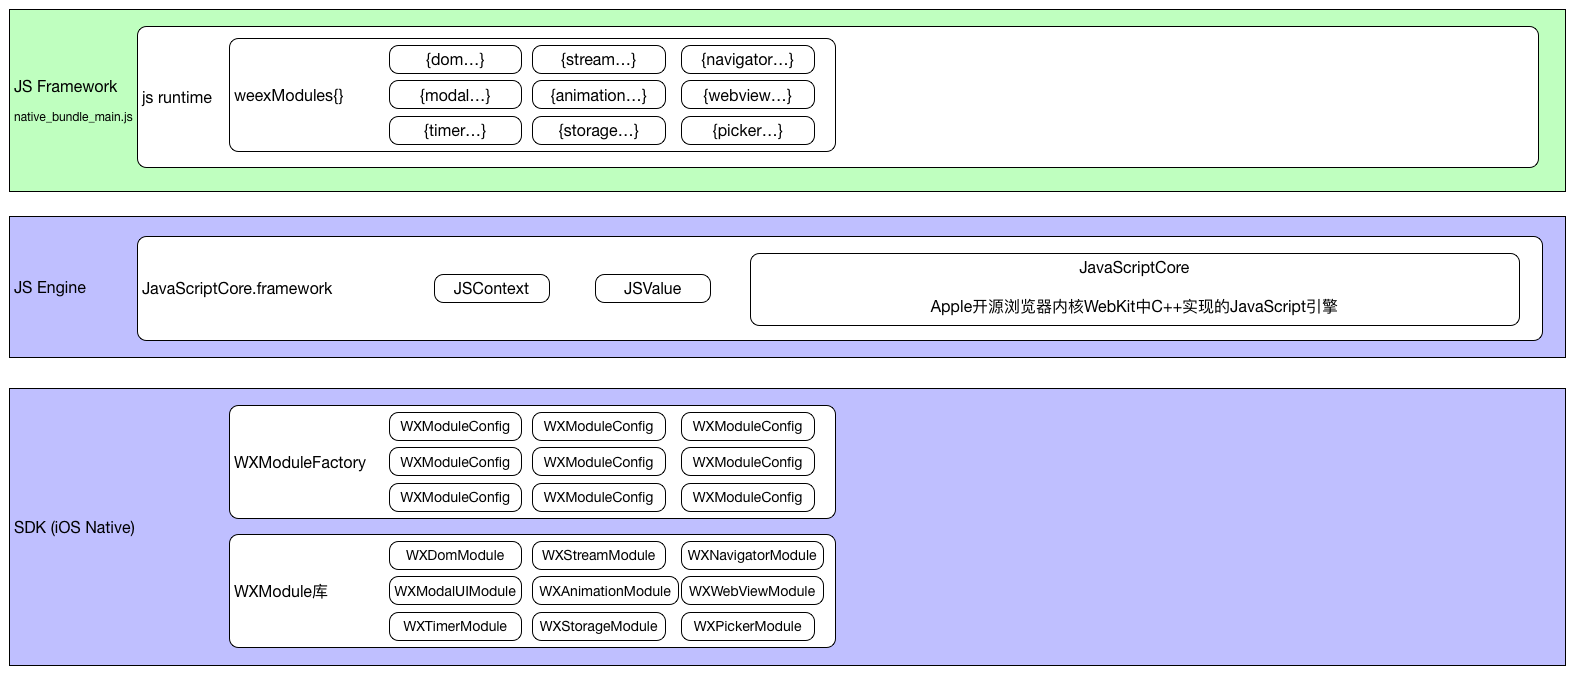 JS Framework
native_bundle_main.js
js runtime
weexModules{}
{dom…}
{stream…}
{navigator…}
{modal…}
{animation…}
{webview…}
{timer…}
{storage…}
{picker…}
JS Engine
JavaScriptCore.framework
JSContext
JSValue
JavaScriptCore
Apple开源浏览器内核WebKit中C++实现的JavaScript引擎
SDK (iOS Native)
WXModuleFactory
WXModuleConfig
WXModuleConfig
WXModuleConfig
WXModuleConfig
WXModuleConfig
WXModuleConfig
WXModuleConfig
WXModuleConfig
WXModuleConfig
WXModule库
WXDomModule
WXStreamModule
WXNavigatorModule
WXModalUIModule
WXAnimationModule
WXWebViewModule
WXTimerModule
WXStorageModule
WXPickerModule